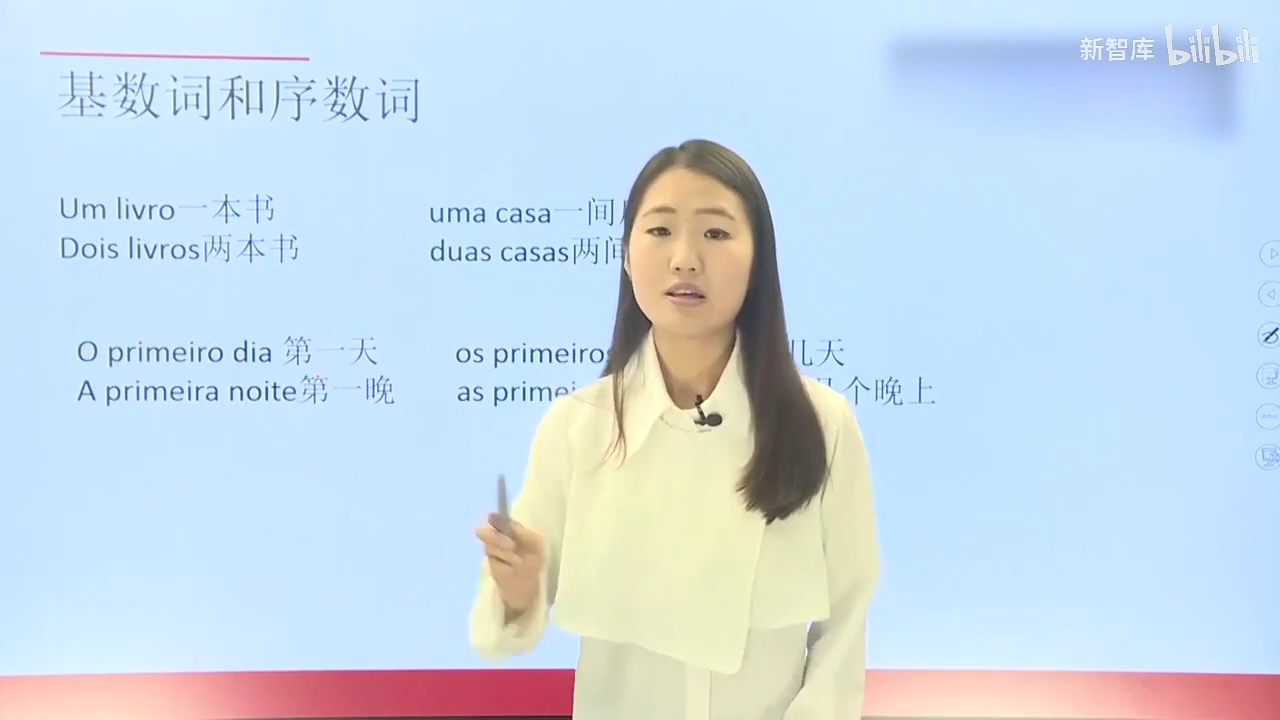 新智库 bilibili
基数词和序数词
Um livro一本书 uma casa一间
Dois livros两本书 duas casas两间
O primeiro dia 第一天 os 几天
A primeira noite第一晚 as 个晚上